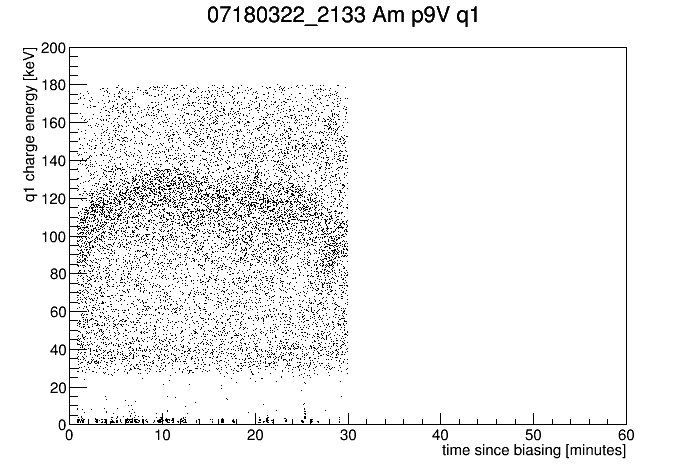 07180322_2133 Am p9V q1
q1 charge energy [keV]
200
180
160
140
120
100
80
60
40
20
0
0 10 20 30 40 50 60
time since biasing [minutes]